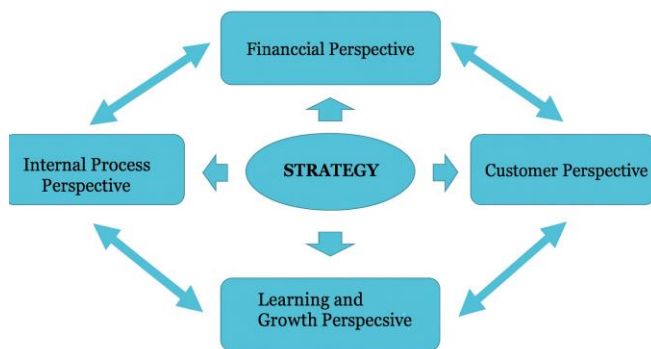 Financcial Perspective
Internal Process
Perspective
STRATEGY
Customer Perspective
Learning and
Growth Perspecsive